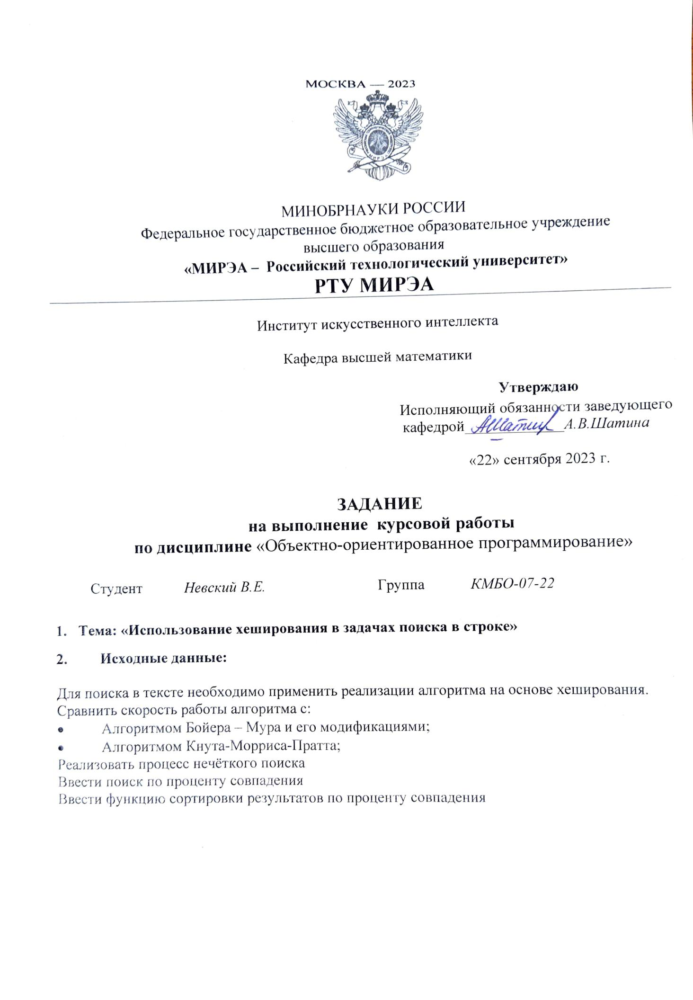 МОСКВА — 2023
МИРЭА
МИНОБРНАУКИ РОССИИ
Федеральное государственное бюджетное образовательное учреждение
высшего образования
«МИРЭА – Российский технологический университет»
РТУ МИРЭА
Институт искусственного интеллекта
Кафедра высшей математики
Утверждаю
Исполняющий обязанности заведующего
кафедрой АШатин А.В.Шатина
«22» сентября 2023 г.
ЗАДАНИЕ
на выполнение курсовой работы
по дисциплине «Объектно-ориентированное программирование»
Студент Невский В.Е. Группа КМБО-07-22
1. Тема: «Использование хеширования в задачах поиска в строке»
2. Исходные данные:
Для поиска в тексте необходимо применить реализации алгоритма на основе хеширования.
Сравнить скорость работы алгоритма с:
• Алгоритмом Бойера – Мура и его модификациями;
• Алгоритмом Кнута-Морриса-Пратта;
Реализовать процесс нечёткого поиска
Ввести поиск по проценту совпадения
Ввести функцию сортировки результатов по проценту совпадения